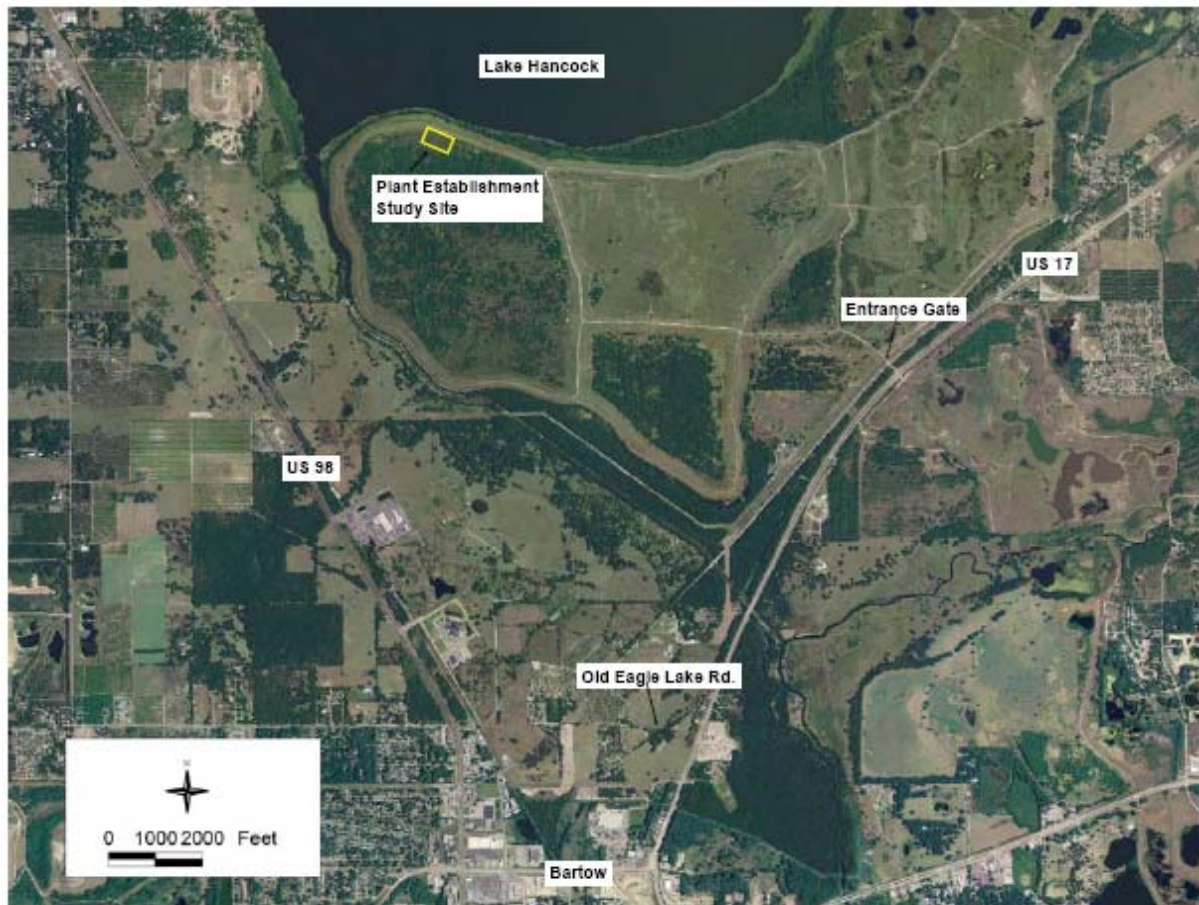 Lake Hancock
Plant Establishment
Study Site
US 17
Entrance Gate
US 98
Old Eagle Lake Rd.
N
0 1000 2000 Feet
Bartow